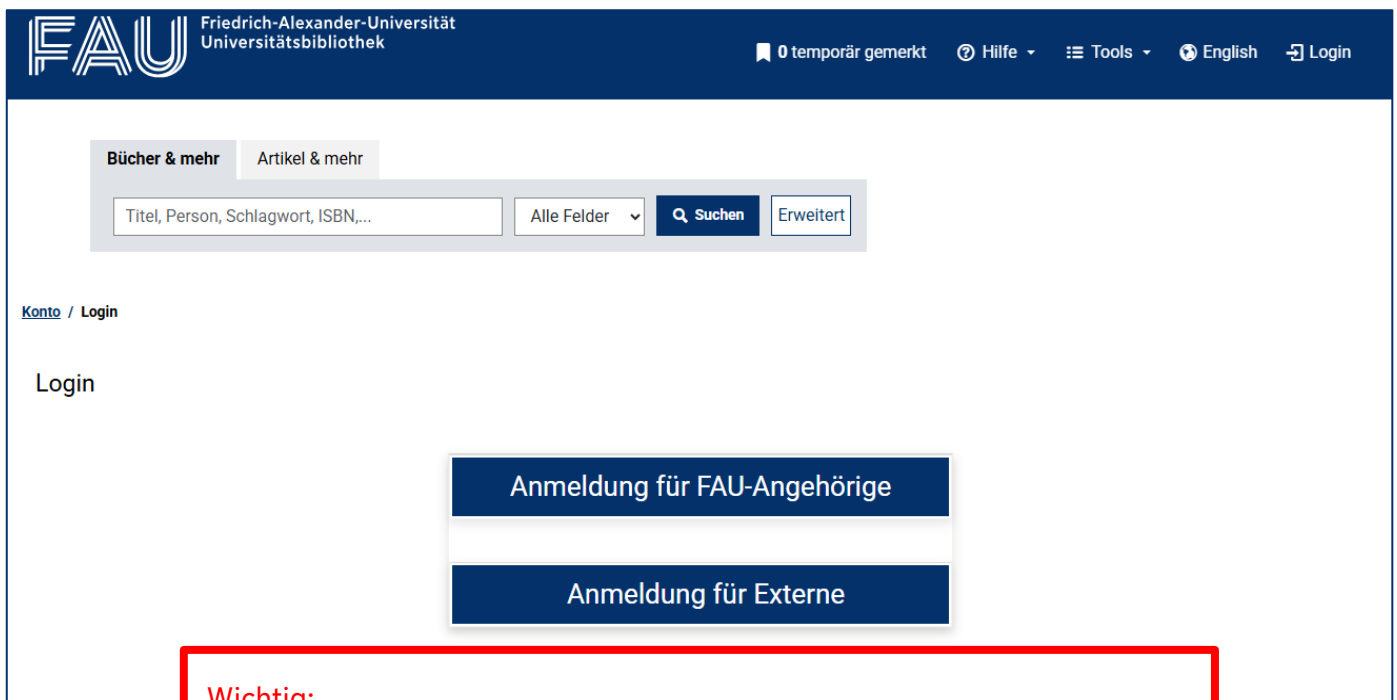 FAU
Friedrich-Alexander-Universität
Universitätsbibliothek
0 temporär gemerkt Hilfe Tools English Login
Bücher & mehr Artikel & mehr
Titel, Person, Schlagwort, ISBN,... Alle Felder Suchen Erweitert
Konto / Login
Login
Anmeldung für FAU-Angehörige
Anmeldung für Externe
Wichtig: